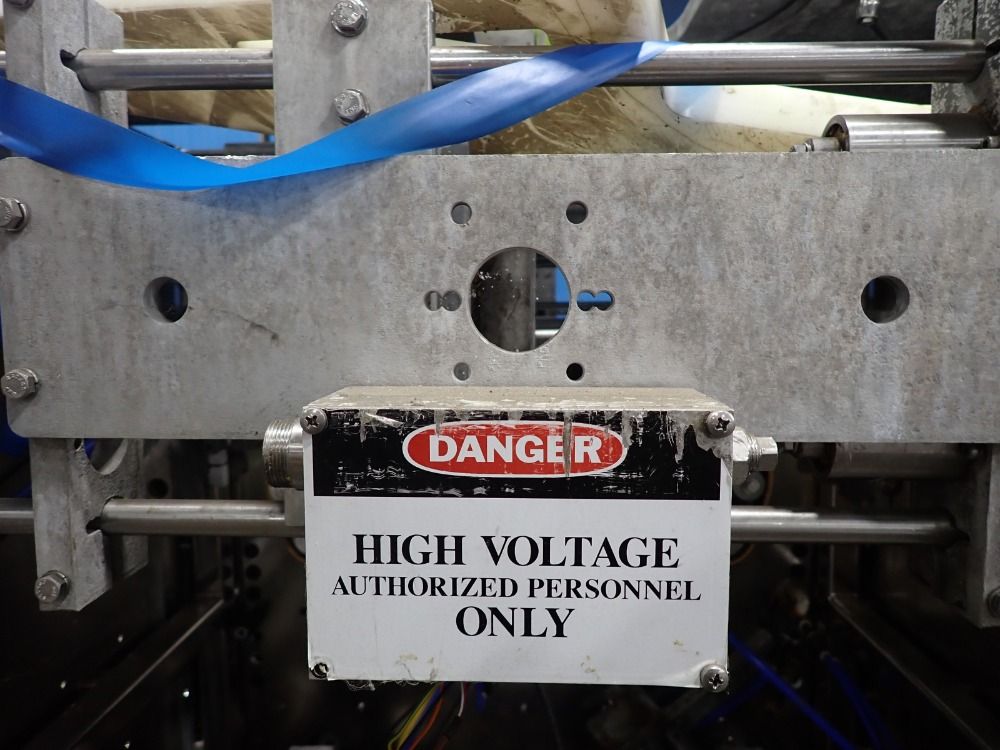 DANGER
HIGH VOLTAGE
AUTHORIZED PERSONNEL
ONLY